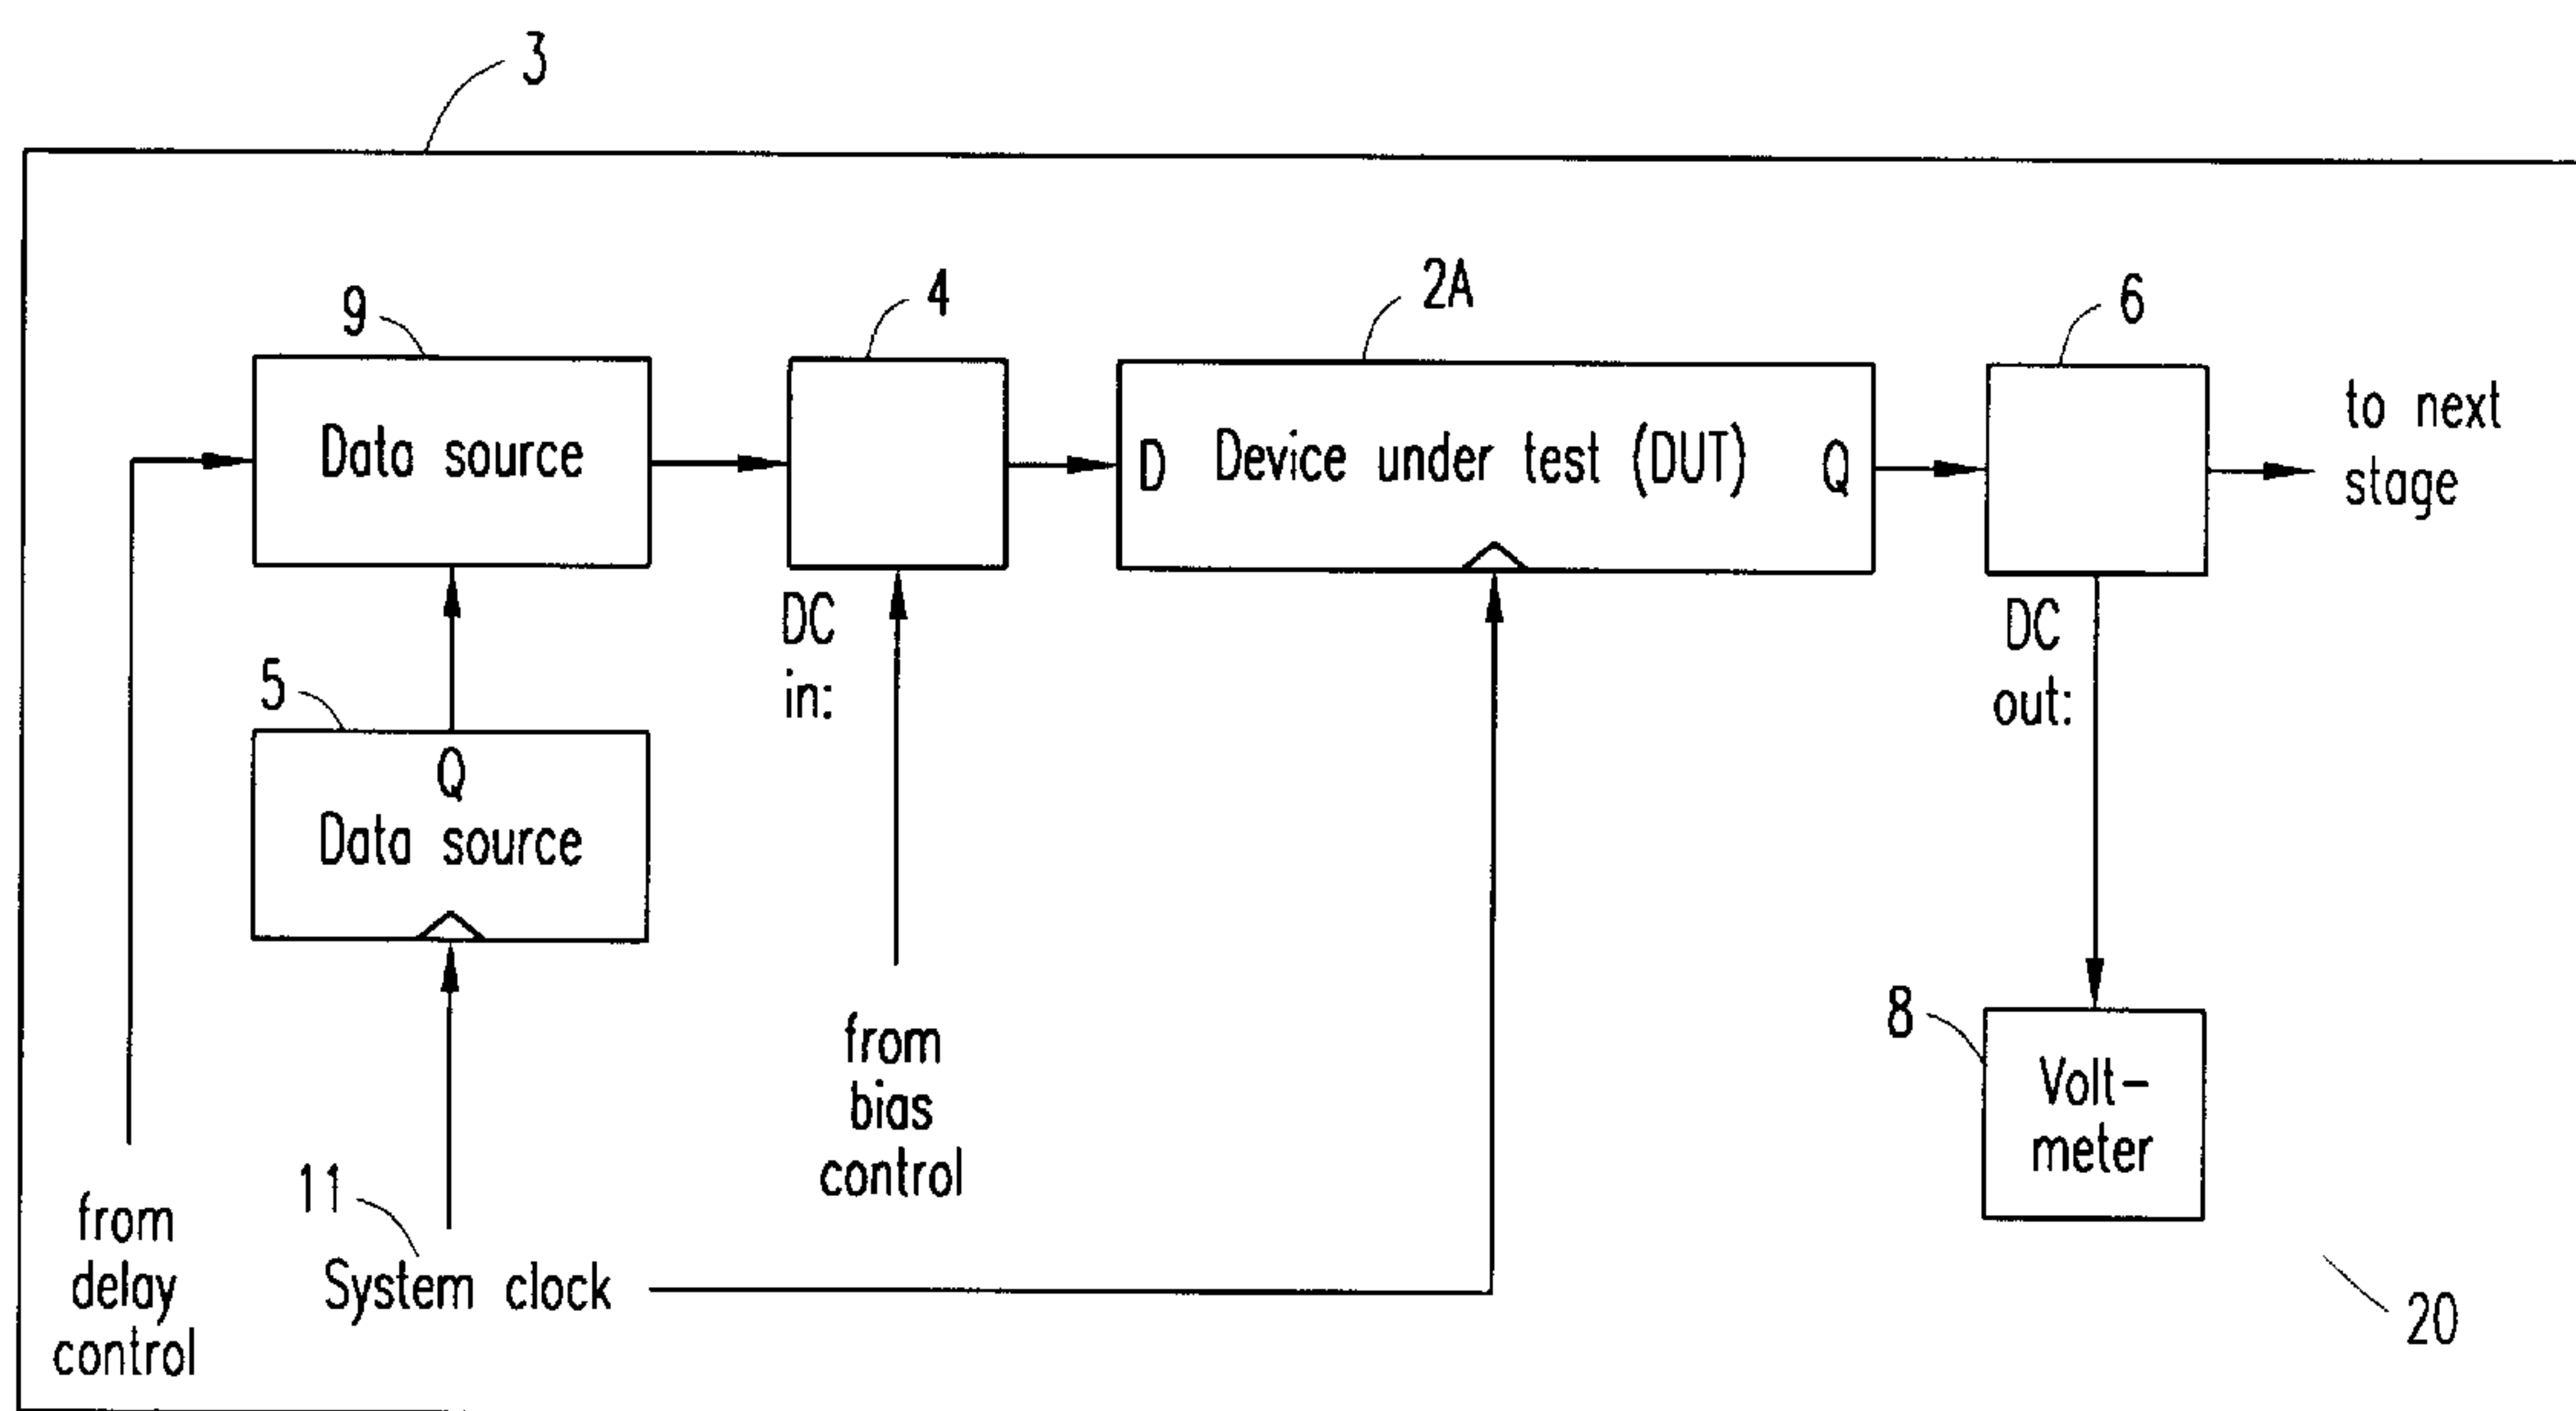 3
9
4
2A
6
Data source
D Device under test (DUT) Q
to next
stage
DC
in:
DC
out:
5
Q
Data source
8
Volt-
meter
from
bias
control
11
System clock
from
delay
control
20